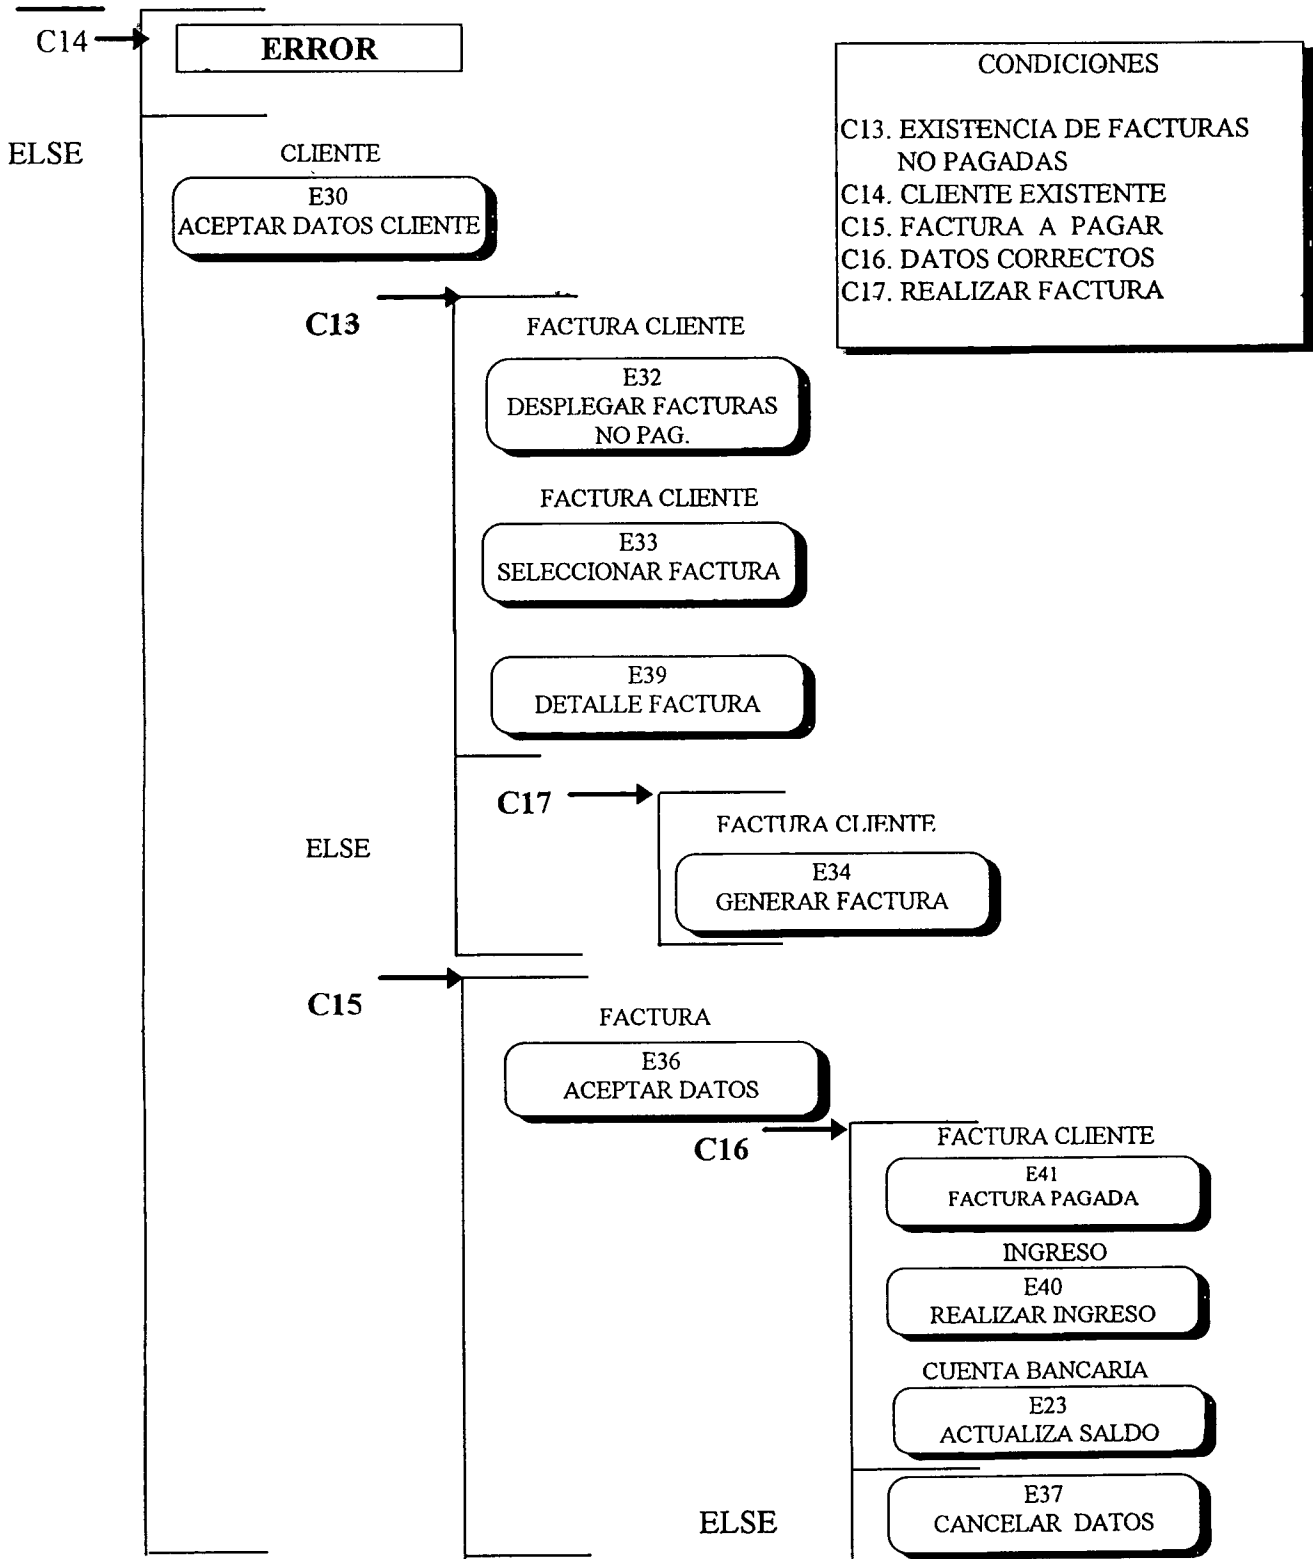 C14
ERROR
CONDICIONES
C13. EXISTENCIA DE FACTURAS
NO PAGADAS
C14. CLIENTE EXISTENTE
C15. FACTURA A PAGAR
C16. DATOS CORRECTOS
C17. REALIZAR FACTURA
ELSE
CLIENTE
E30
ACEPTAR DATOS CLIENTE
C13
FACTURA CLIENTE
E32
DESPLEGAR FACTURAS
NO PAG.
FACTURA CLIENTE
E33
SELECCIONAR FACTURA
E39
DETALLE FACTURA
ELSE
C17
FACTURA CLIENTE
E34
GENERAR FACTURA
C15
FACTURA
E36
ACEPTAR DATOS
C16
FACTURA CLIENTE
E41
FACTURA PAGADA
INGRESO
E40
REALIZAR INGRESO
CUENTA BANCARIA
E23
ACTUALIZA SALDO
ELSE
E37
CANCELAR DATOS